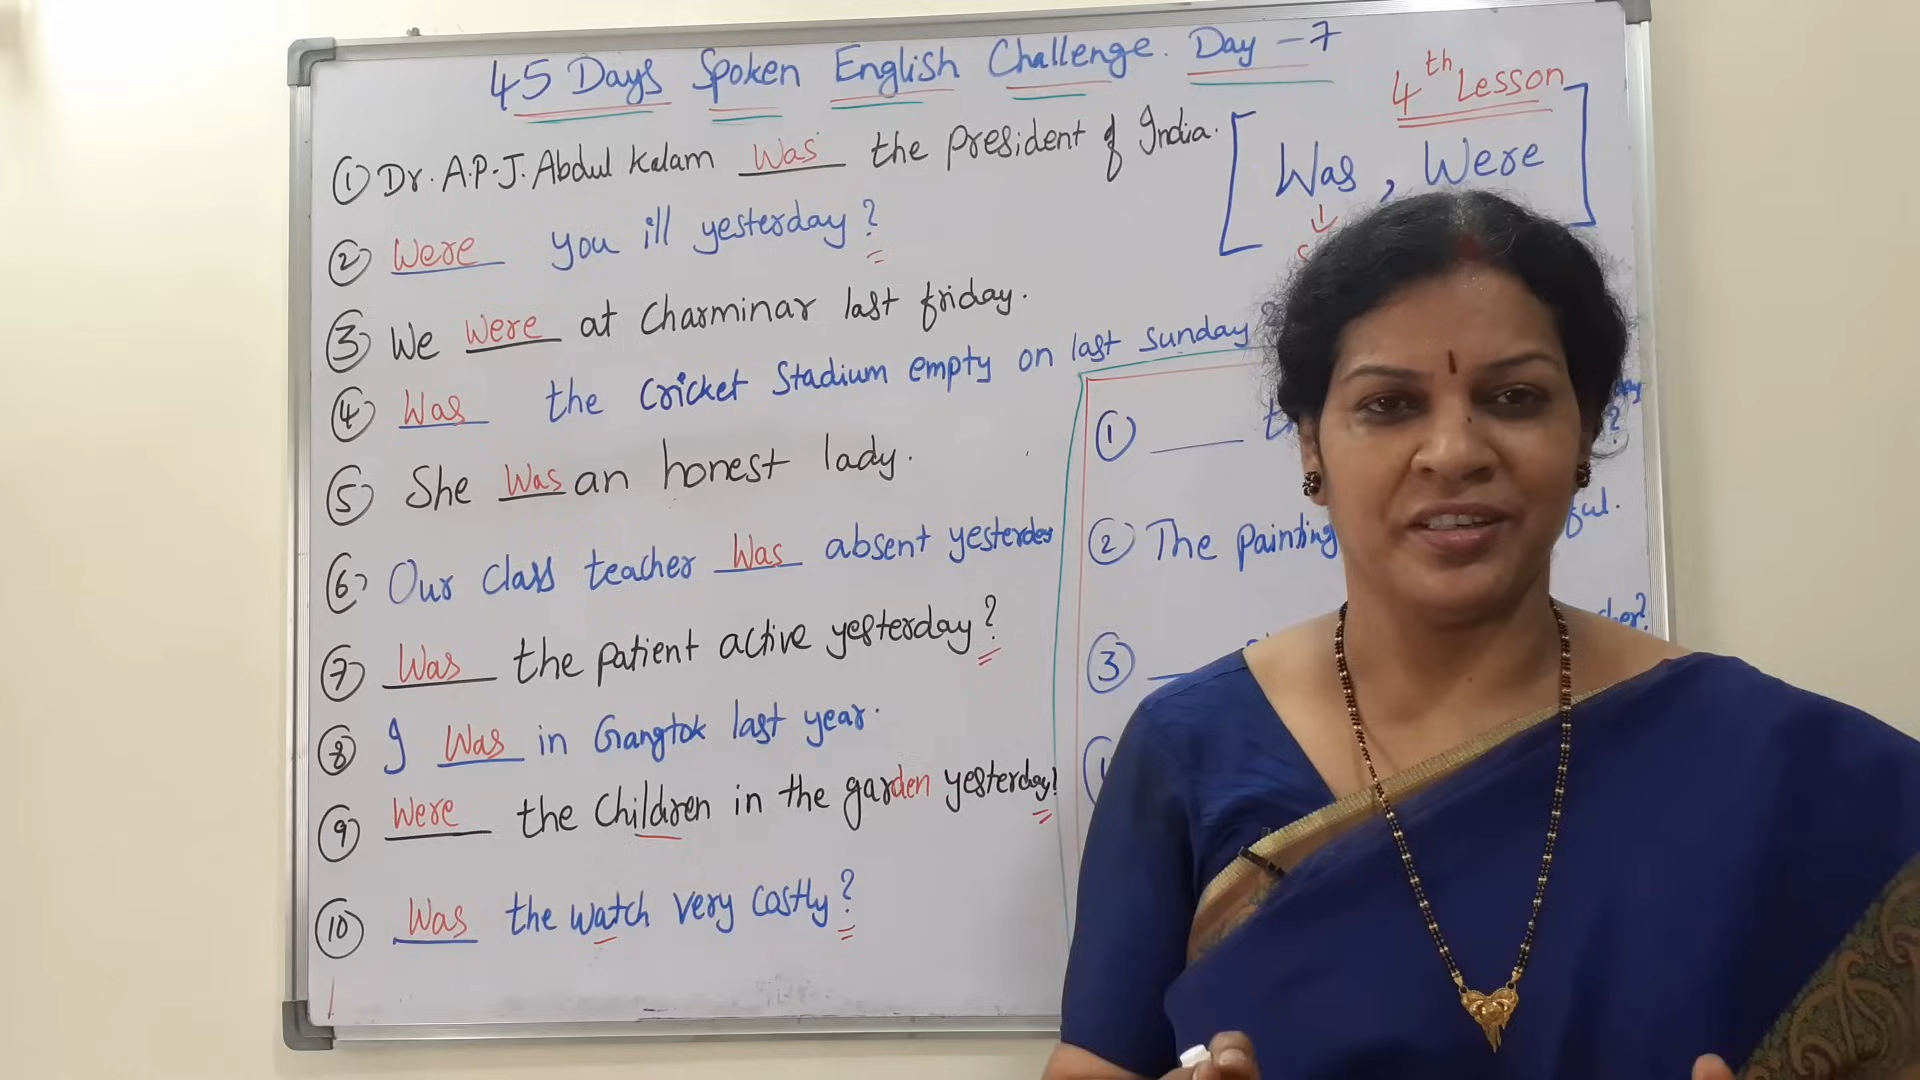 45 Days Spoken English Challenge. Day - 7
4th Lesson
[ Was, Were ]
① Dr. A.P.J. Abdul Kalam Was the President of India.
② Were you ill yesterday?
③ We Were at Charminar last friday.
④ Was the Cricket Stadium empty on last Sunday?
⑤ She Was an honest lady.
⑥ Our class teacher Was absent yesterday
⑦ Was the patient active yesterday?
⑧ I Was in Gangtok last year.
⑨ Were the Children in the garden yesterday?
⑩ Was the watch very costly?
① ____ ?
② The Painting
③ __ ?